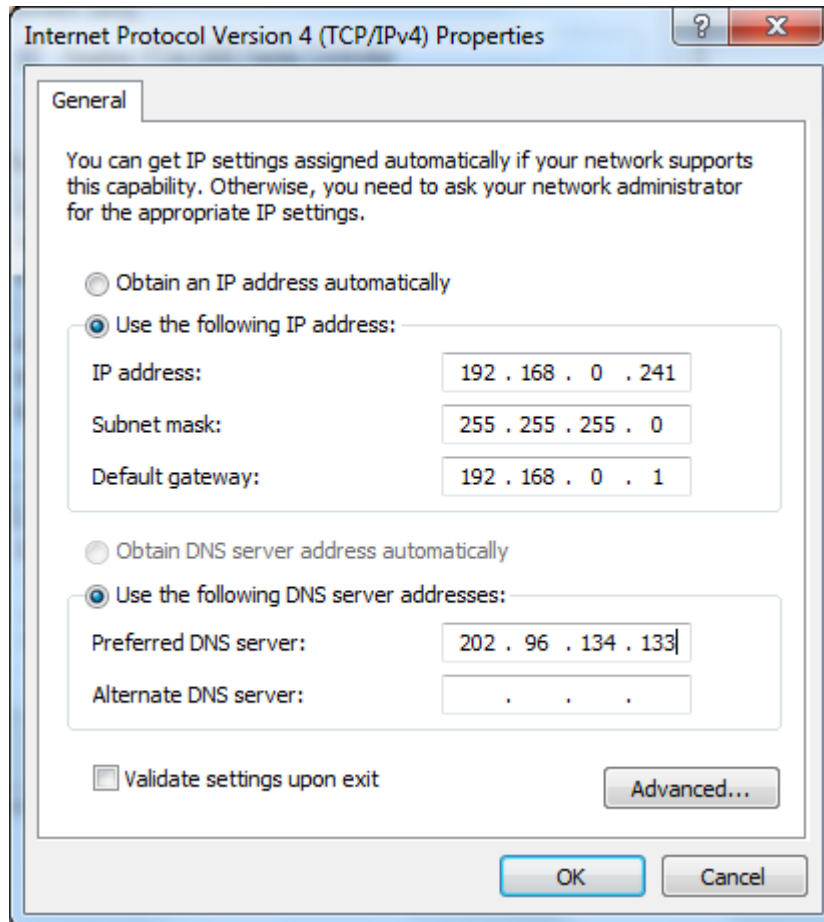 Internet Protocol Version 4 (TCP/IPv4) Properties
?
General
You can get IP settings assigned automatically if your network supports
this capability. Otherwise, you need to ask your network administrator
for the appropriate IP settings.
Obtain an IP address automatically
Use the following IP address:
IP address: 192 . 168 . 0 . 241
Subnet mask: 255 . 255 . 255 . 0
Default gateway: 192 . 168 . 0 . 1
Obtain DNS server address automatically
Use the following DNS server addresses:
Preferred DNS server: 202 . 96 . 134 . 133
Alternate DNS server: . . .
Validate settings upon exit
Advanced...
OK Cancel